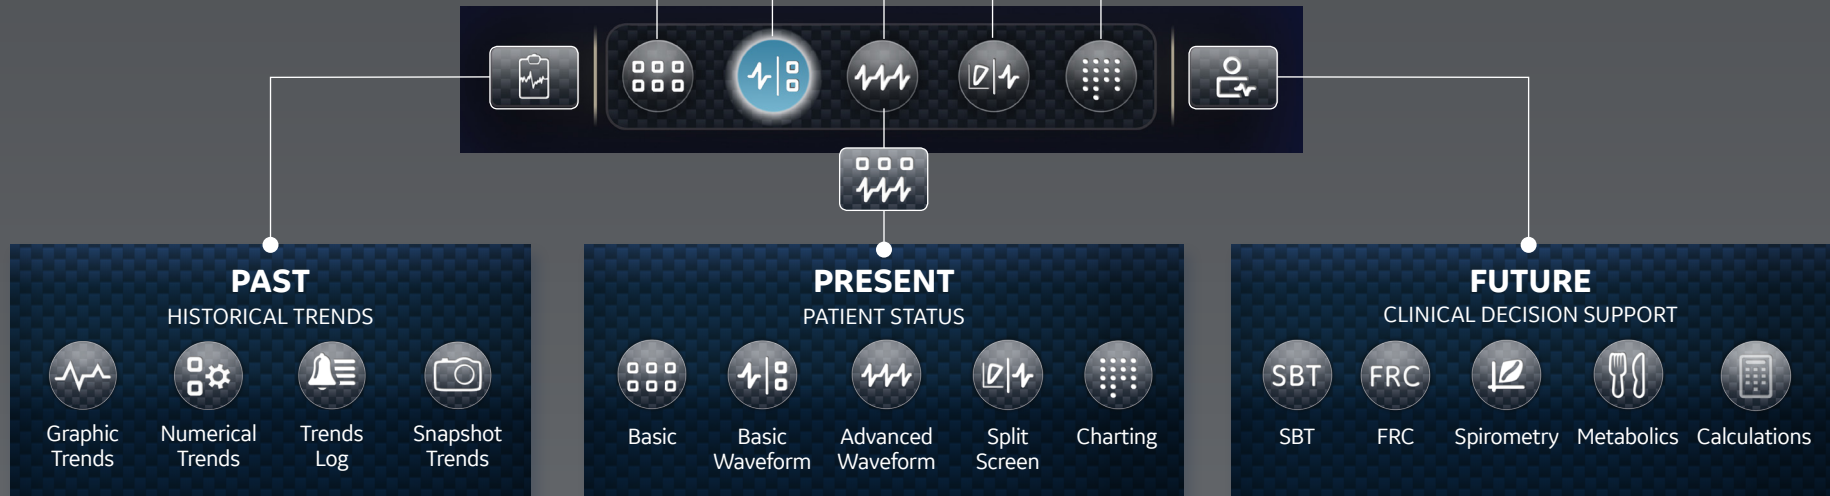 PAST
HISTORICAL TRENDS
Graphic
Trends
Numerical
Trends
Trends
Log
Snapshot
Trends
PRESENT
PATIENT STATUS
Basic
Basic
Waveform
Advanced
Waveform
Split
Screen
Charting
FUTURE
CLINICAL DECISION SUPPORT
SBT
FRC
SBT
FRC
Spirometry
Metabolics
Calculations